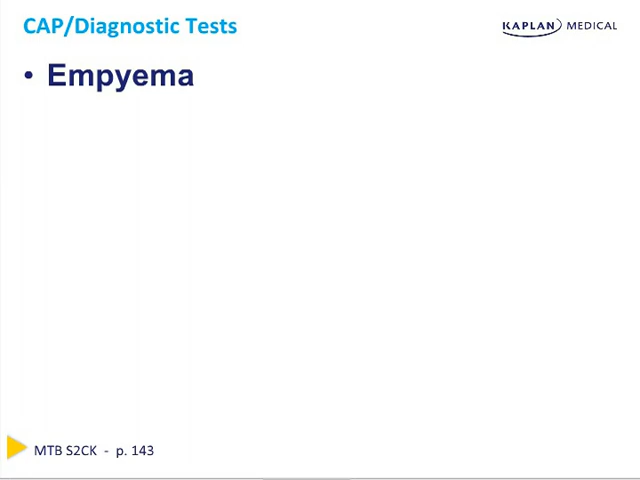 CAP/Diagnostic Tests
KAPLAN MEDICAL
• Empyema
MTB S2CK - p. 143